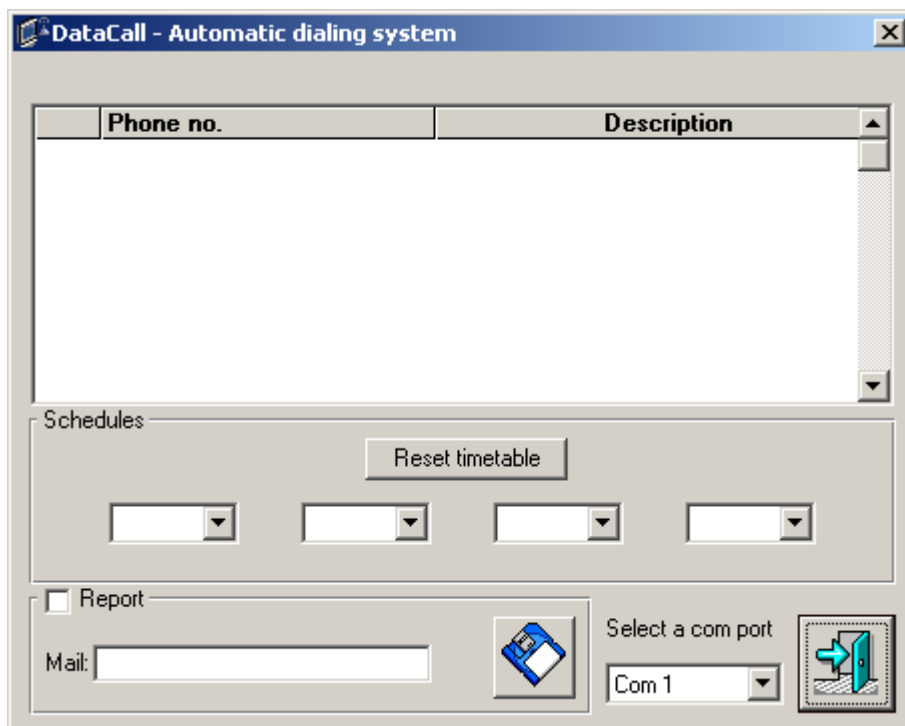 DataCall - Automatic dialing system
Phone no. Description
Schedules
Reset timetable
Report
Mail:
Select a com port
Com 1